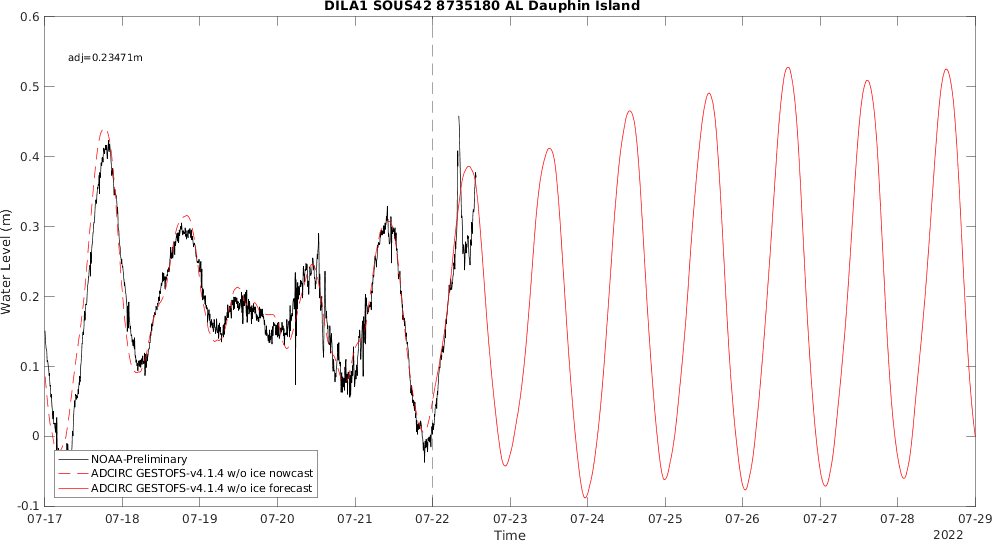 DILA1 SOUS42 8735180 AL Dauphin Island
adj=0.23471m
Water Level (m)
0.6
0.5
0.4
0.3
0.2
0.1
0
-0.1
NOAA-Preliminary
ADCIRC GESTOFS-v4.1.4 w/o ice nowcast
ADCIRC GESTOFS-v4.1.4 w/o ice forecast
07-17 07-18 07-19 07-20 07-21 07-22 07-23 07-24 07-25 07-26 07-27 07-28 07-29
Time
2022